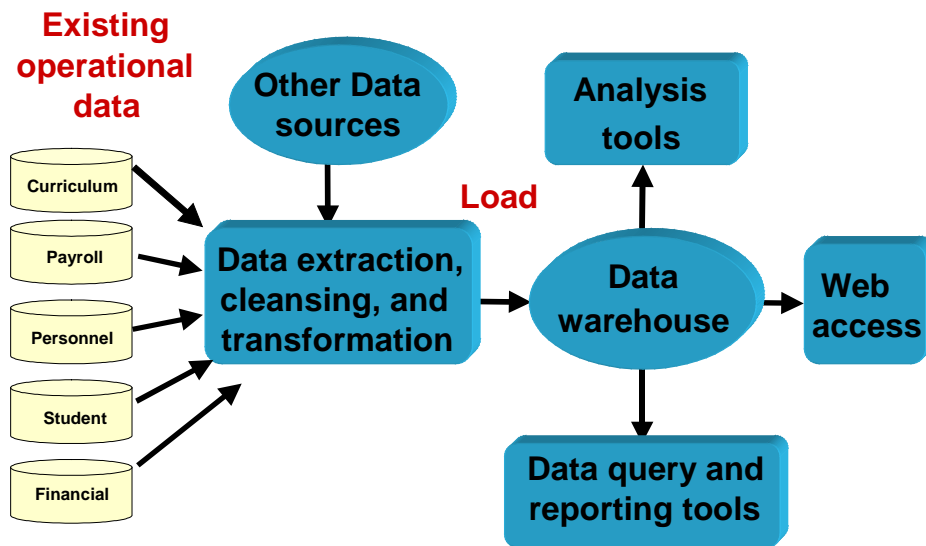 Existing
operational
data
Other Data
sources
Analysis
tools
Curriculum
Payroll
Personnel
Student
Financial
Load
Data extraction,
cleansing, and
transformation
Data
warehouse
Web
access
Data query and
reporting tools